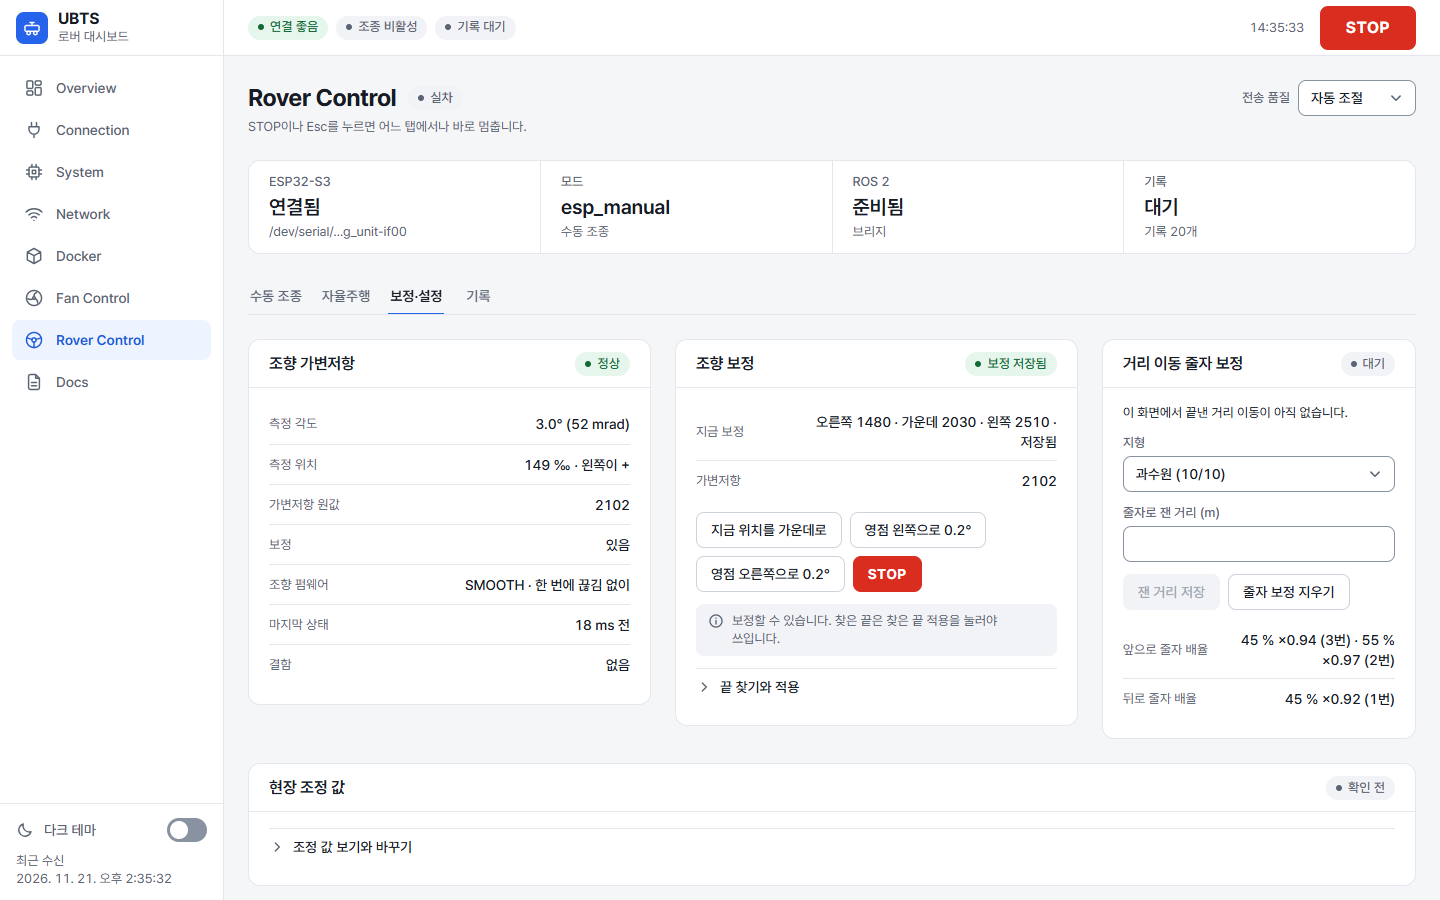 UBTS
로버 대시보드
연결 좋음
조종 비활성
기록 대기
14:35:33
STOP
Overview
Connection
System
Network
Docker
Fan Control
Rover Control
Docs
다크 테마
최근 수신
2026. 11. 21. 오후 2:35:32
Rover Control
실차
STOP이나 Esc를 누르면 어느 탭에서나 바로 멈춥니다.
전송 품질
자동 조절
ESP32-S3
연결됨
/dev/serial/...g_unit-if00
모드
esp_manual
수동 조종
ROS 2
준비됨
브리지
기록
대기
기록 20개
수동 조종
자율주행
보정·설정
기록
조향 가변저항
정상
측정 각도
3.0° (52 mrad)
측정 위치
149 ‰ · 왼쪽이 +
가변저항 원값
2102
보정
있음
조향 펌웨어
SMOOTH · 한 번에 끊김 없이
마지막 상태
18 ms 전
결함
없음
조향 보정
보정 저장됨
지금 보정
오른쪽 1480 · 가운데 2030 · 왼쪽 2510 ·
저장됨
가변저항
2102
지금 위치를 가운데로
영점 왼쪽으로 0.2°
영점 오른쪽으로 0.2°
STOP
보정할 수 있습니다. 찾은 끝은 찾은 끝 적용을 눌러야
쓰입니다.
끝 찾기와 적용
거리 이동 줄자 보정
대기
이 화면에서 끝낸 거리 이동이 아직 없습니다.
지형
과수원 (10/10)
줄자로 잰 거리 (m)
잰 거리 저장
줄자 보정 지우기
앞으로 줄자 배율
45 % ×0.94 (3번) · 55 %
×0.97 (2번)
뒤로 줄자 배율
45 % ×0.92 (1번)
현장 조정 값
확인 전
조정 값 보기와 바꾸기